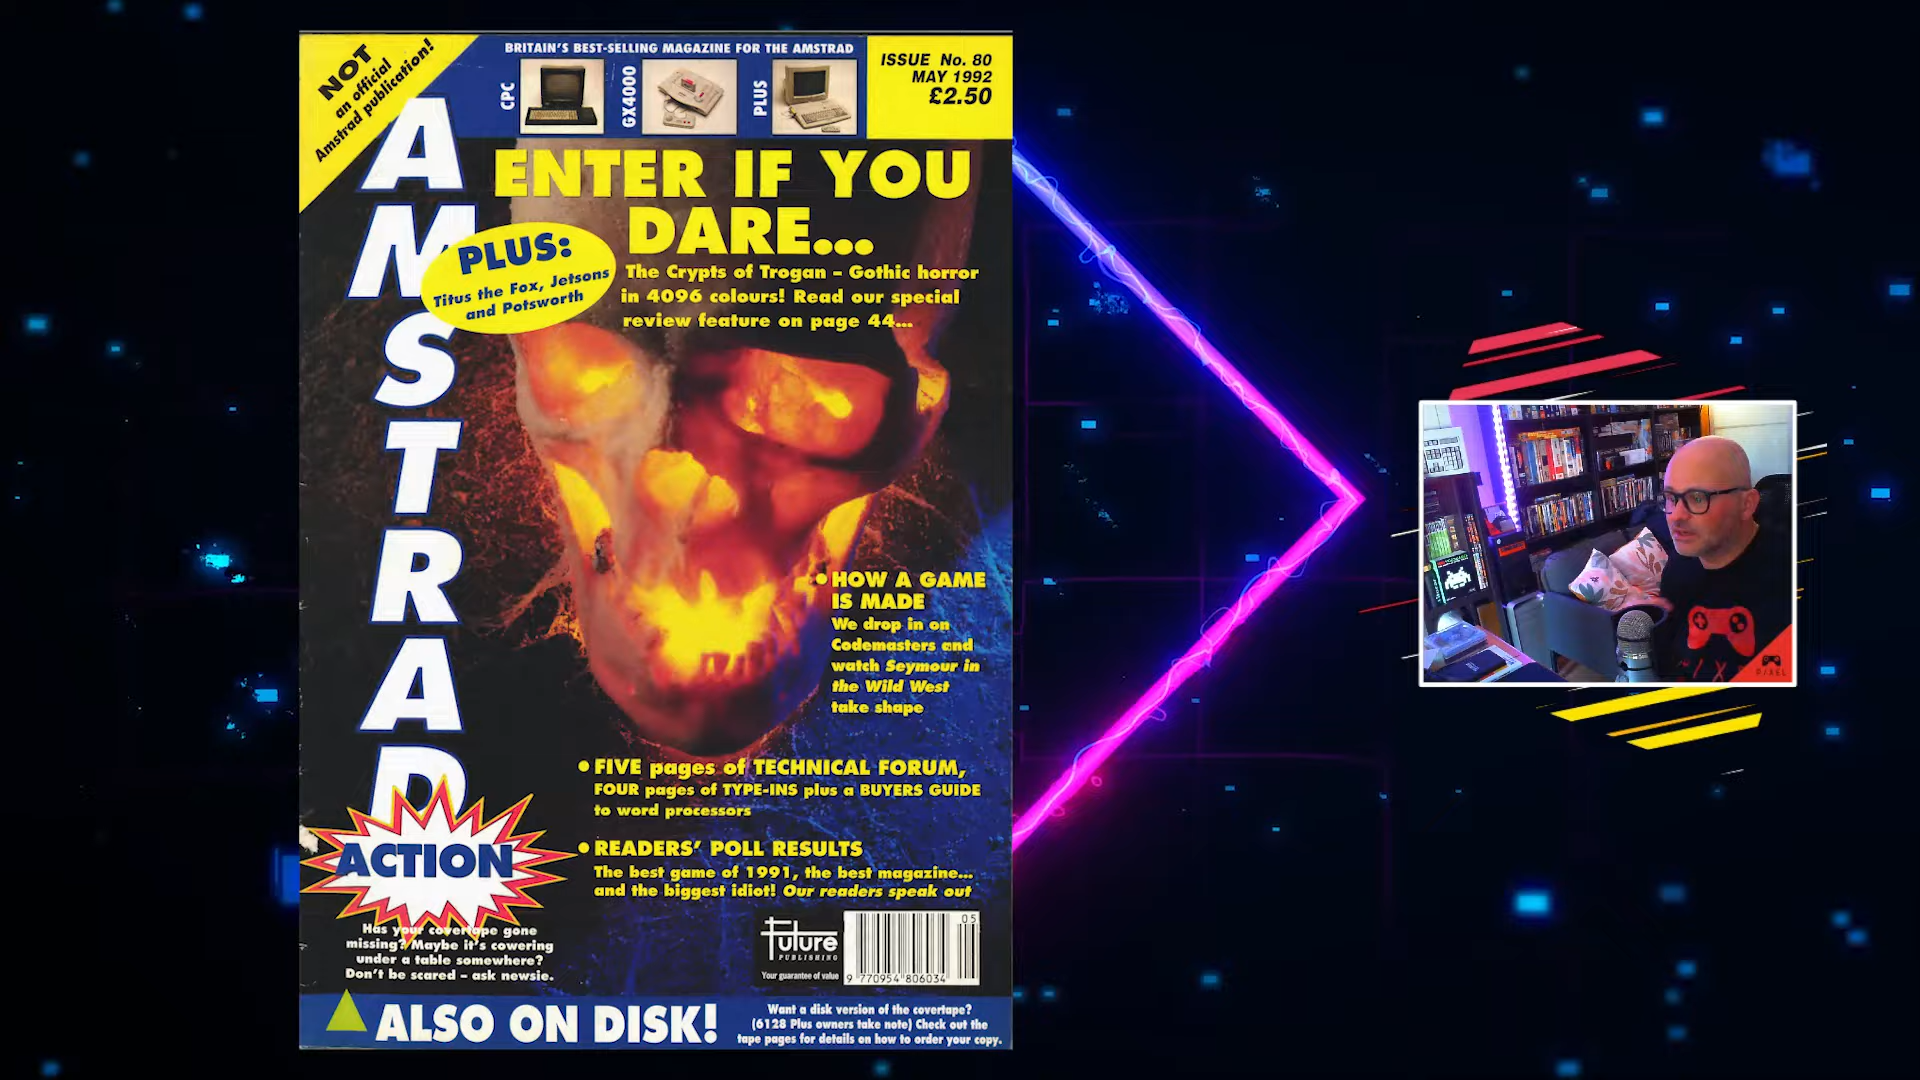 NOT
an official
Amstrad publication!
BRITAIN'S BEST-SELLING MAGAZINE FOR THE AMSTRAD
CPC
GX4000
PLUS
ISSUE No. 80
MAY 1992
£2.50
AMSTRAD
ACTION
ENTER IF YOU
DARE...
The Crypts of Trogan – Gothic horror
in 4096 colours! Read our special
review feature on page 44...
PLUS:
Titus the Fox, Jetsons
and Potsworth
• HOW A GAME
IS MADE
We drop in on
Codemasters and
watch Seymour in
the Wild West
take shape
• FIVE pages of TECHNICAL FORUM,
FOUR pages of TYPE-INS plus a BUYERS GUIDE
to word processors
• READERS' POLL RESULTS
The best game of 1991, the best magazine...
and the biggest idiot! Our readers speak out
Has your covertape gone
missing? Maybe it's cowering
under a table somewhere?
Don't be scared – ask newsie.
Future
PUBLISHING
Your guarantee of value
05
9 770954 806034
ALSO ON DISK!
Want a disk version of the covertape?
(6128 Plus owners take note) Check out the
tape pages for details on how to order your copy.